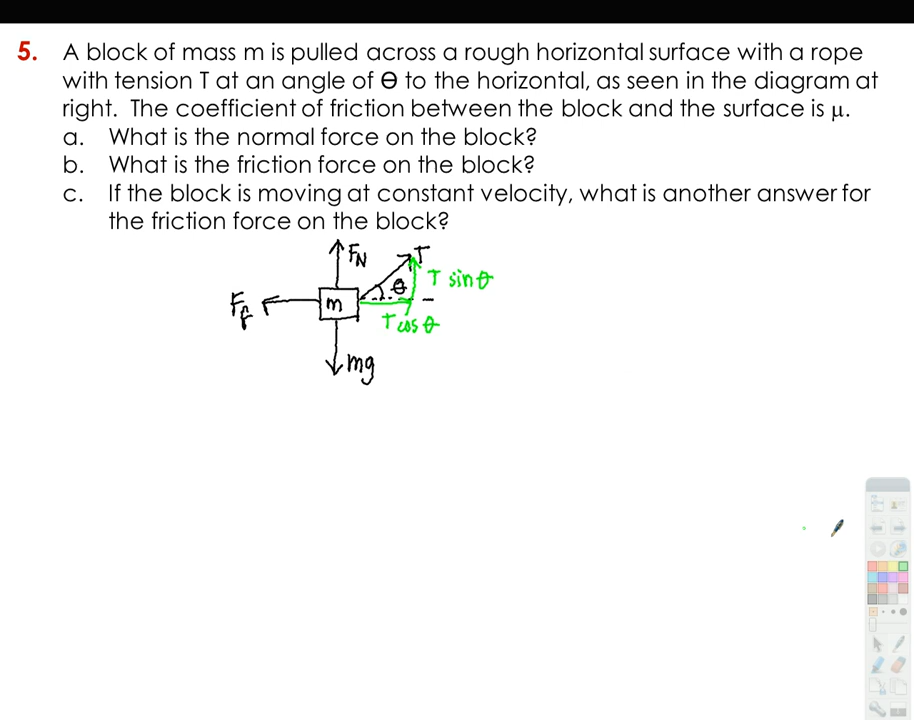 5. A block of mass m is pulled across a rough horizontal surface with a rope
with tension T at an angle of Θ to the horizontal, as seen in the diagram at
right. The coefficient of friction between the block and the surface is μ.
a. What is the normal force on the block?
b. What is the friction force on the block?
c. If the block is moving at constant velocity, what is another answer for
the friction force on the block?
FN T
θ T sin θ
Ff m
T cos θ
mg